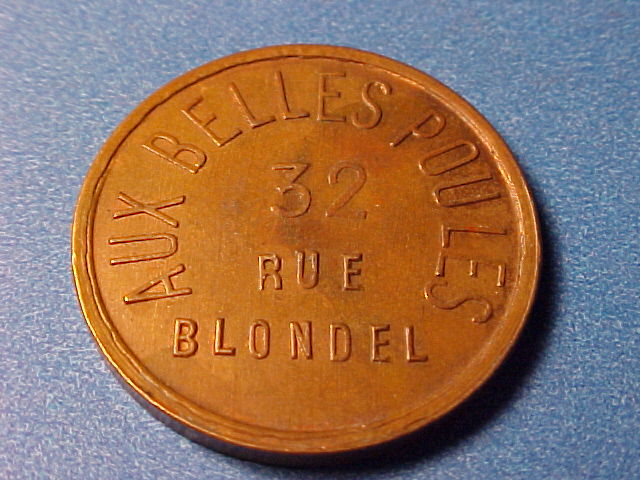 AUX BELLES POULES
32
RUE
BLONDEL